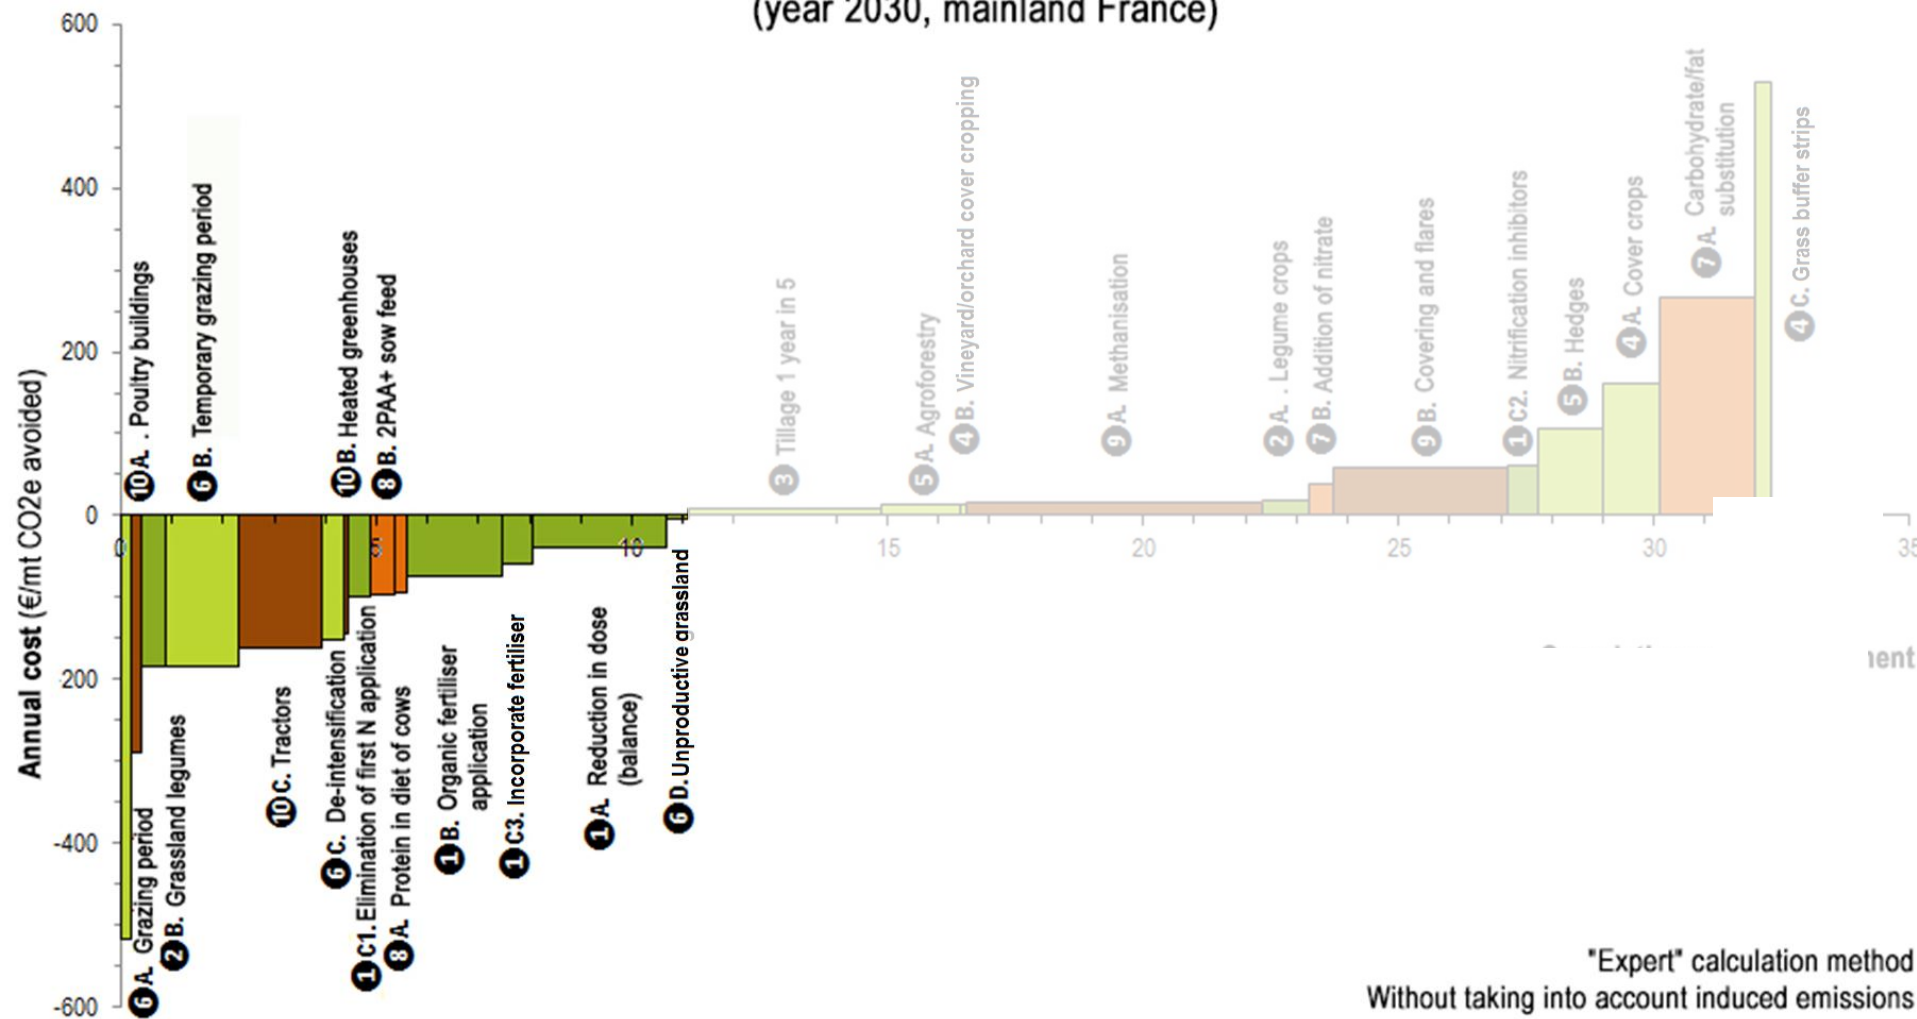 (year 2030, mainland France)
Annual cost (€/mt CO2e avoided)
600
400
200
0
-200
-400
-600
0
5
10
15
20
25
30
35
10 A. . Poultry buildings
6 B. Temporary grazing period
10 B. Heated greenhouses
8 B. 2PAA+ sow feed
3 Tillage 1 year in 5
5 A. Agroforestry
4 B. Vineyard/orchard cover cropping
9 A. Methanisation
2 A. . Legume crops
7 B. Addition of nitrate
9 B. Covering and flares
1 C2. Nitrification inhibitors
5 B. Hedges
4 A. Cover crops
7 A. Carbohydrate/fat
substitution
4 C. Grass buffer strips
6 A. Grazing period
2 B. Grassland legumes
10 C. Tractors
6 C. De-intensification
1 C1. Elimination of first N application
8 A. Protein in diet of cows
1 B. Organic fertiliser
application
1 C3. Incorporate fertiliser
1 A. Reduction in dose
(balance)
6 D. Unproductive grassland
"Expert" calculation method
Without taking into account induced emissions